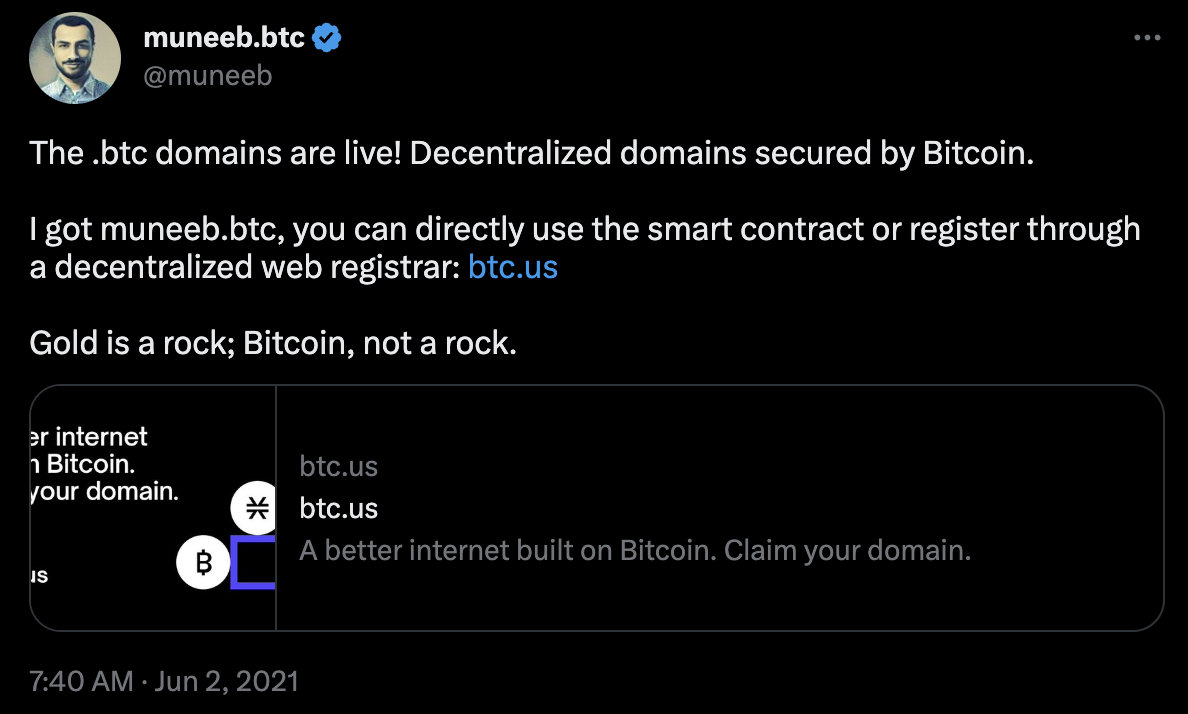 muneeb.btc
@muneeb
The .btc domains are live! Decentralized domains secured by Bitcoin.
I got muneeb.btc, you can directly use the smart contract or register through
a decentralized web registrar: btc.us
Gold is a rock; Bitcoin, not a rock.
er internet
n Bitcoin.
your domain.
us
btc.us
btc.us
A better internet built on Bitcoin. Claim your domain.
7:40 AM · Jun 2, 2021